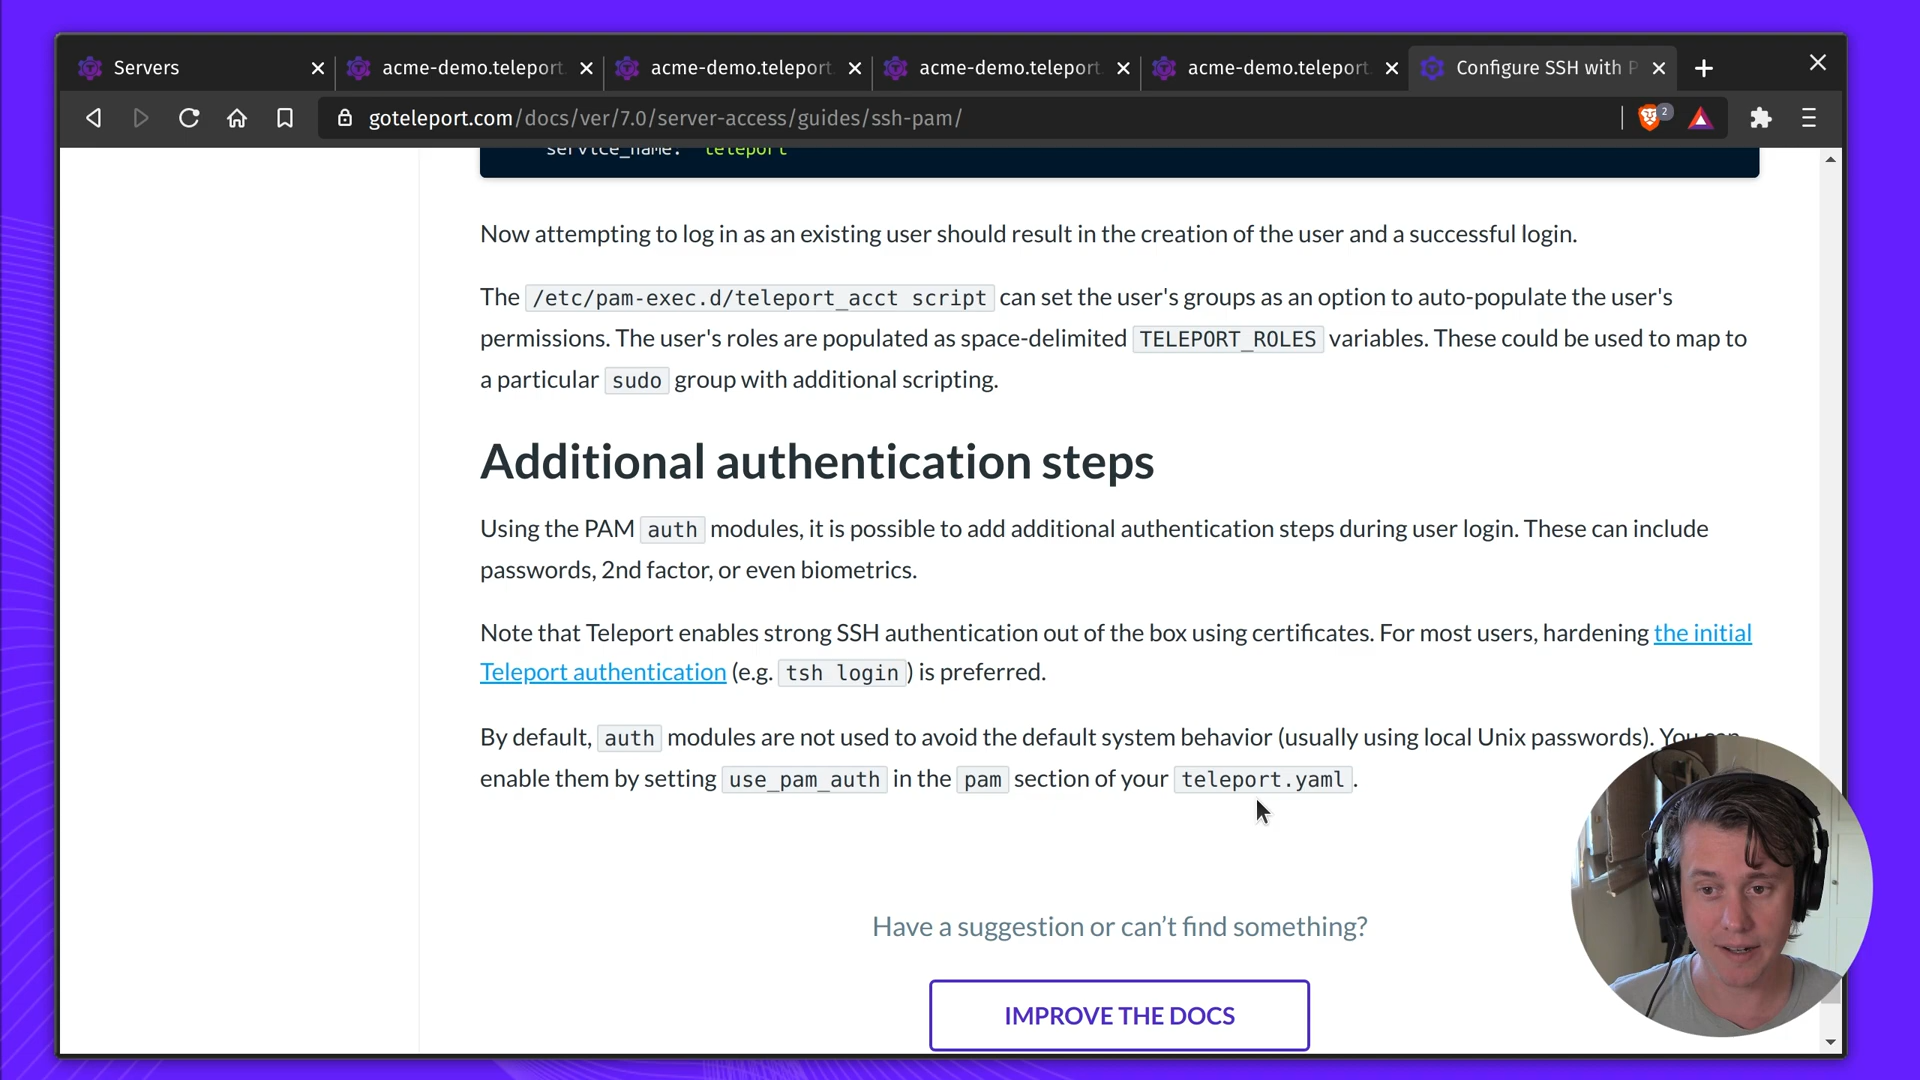 Servers
acme-demo.teleport
acme-demo.teleport
acme-demo.teleport
acme-demo.teleport
Configure SSH with P
goteleport.com/docs/ver/7.0/server-access/guides/ssh-pam/
2
service_name: "teleport"
Now attempting to log in as an existing user should result in the creation of the user and a successful login.
The /etc/pam-exec.d/teleport_acct script can set the user's groups as an option to auto-populate the user's
permissions. The user's roles are populated as space-delimited TELEPORT_ROLES variables. These could be used to map to
a particular sudo group with additional scripting.
Additional authentication steps
Using the PAM auth modules, it is possible to add additional authentication steps during user login. These can include
passwords, 2nd factor, or even biometrics.
Note that Teleport enables strong SSH authentication out of the box using certificates. For most users, hardening the initial
Teleport authentication (e.g. tsh login) is preferred.
By default, auth modules are not used to avoid the default system behavior (usually using local Unix passwords). You can
enable them by setting use_pam_auth in the pam section of your teleport.yaml.
Have a suggestion or can’t find something?
IMPROVE THE DOCS